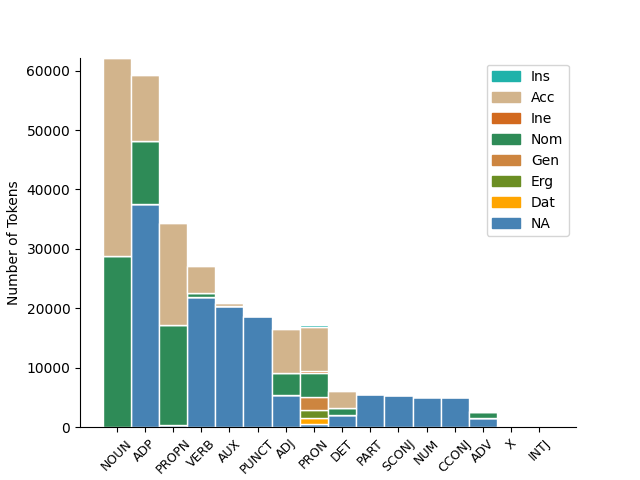 60000
50000
40000
30000
20000
10000
0
Number of Tokens
NOUN
ADP
PROPN
VERB
AUX
PUNCT
ADJ
PRON
DET
PART
SCONJ
NUM
CCONJ
ADV
X
INTJ
Ins
Acc
Ine
Nom
Gen
Erg
Dat
NA